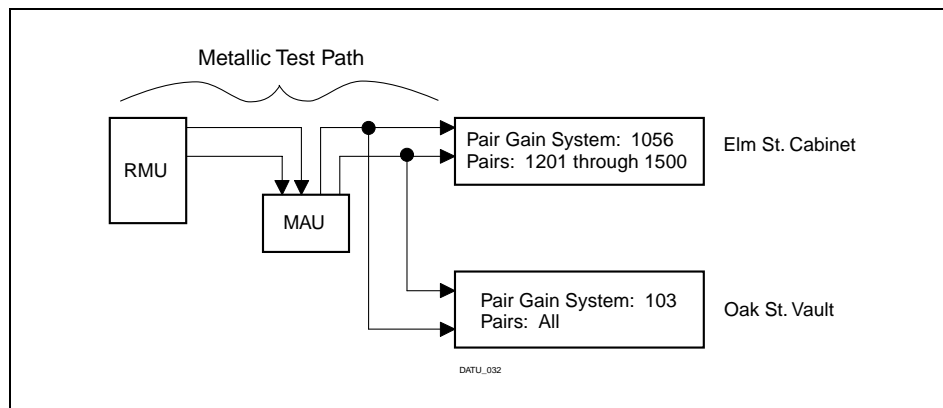 Metallic Test Path
RMU
MAU
Pair Gain System: 1056
Pairs: 1201 through 1500
Elm St. Cabinet
Pair Gain System: 103
Pairs: All
Oak St. Vault
DATU_032